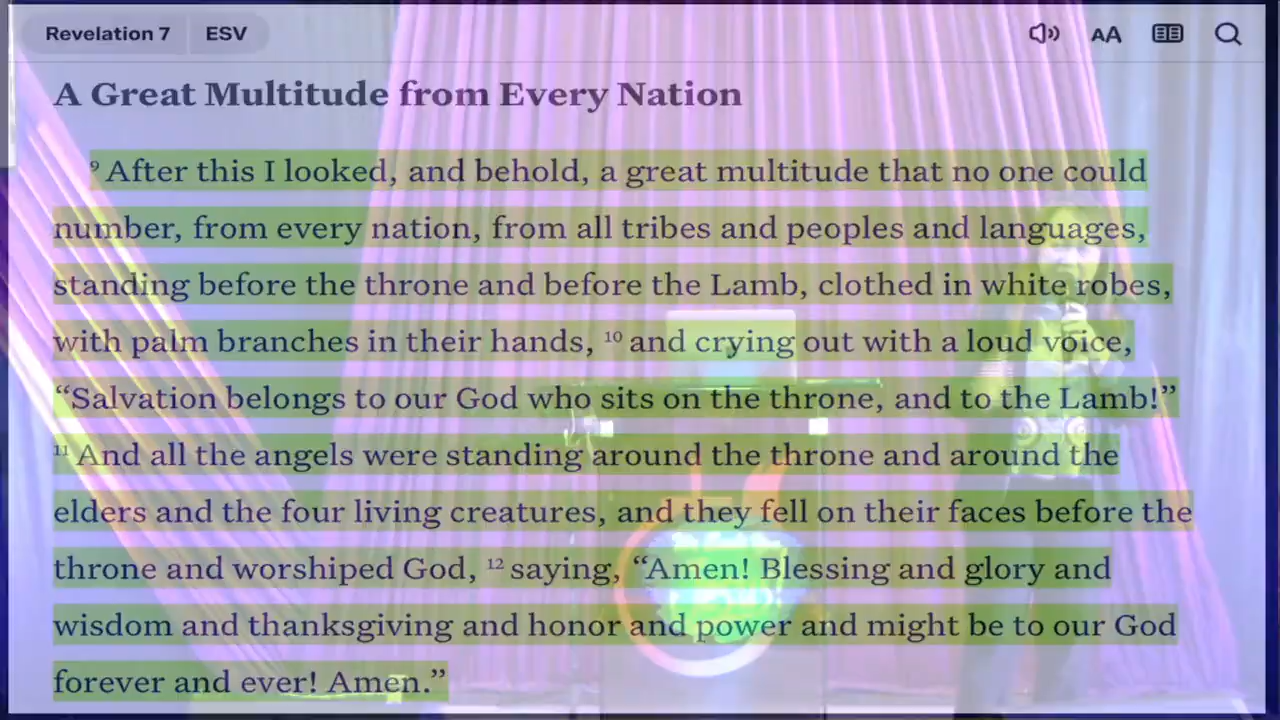 Revelation 7 ESV AA
A Great Multitude from Every Nation
9 After this I looked, and behold, a great multitude that no one could
number, from every nation, from all tribes and peoples and languages,
standing before the throne and before the Lamb, clothed in white robes,
with palm branches in their hands, 10 and crying out with a loud voice,
“Salvation belongs to our God who sits on the throne, and to the Lamb!”
11 And all the angels were standing around the throne and around the
elders and the four living creatures, and they fell on their faces before the
throne and worshiped God, 12 saying, “Amen! Blessing and glory and
wisdom and thanksgiving and honor and power and might be to our God
forever and ever! Amen.”